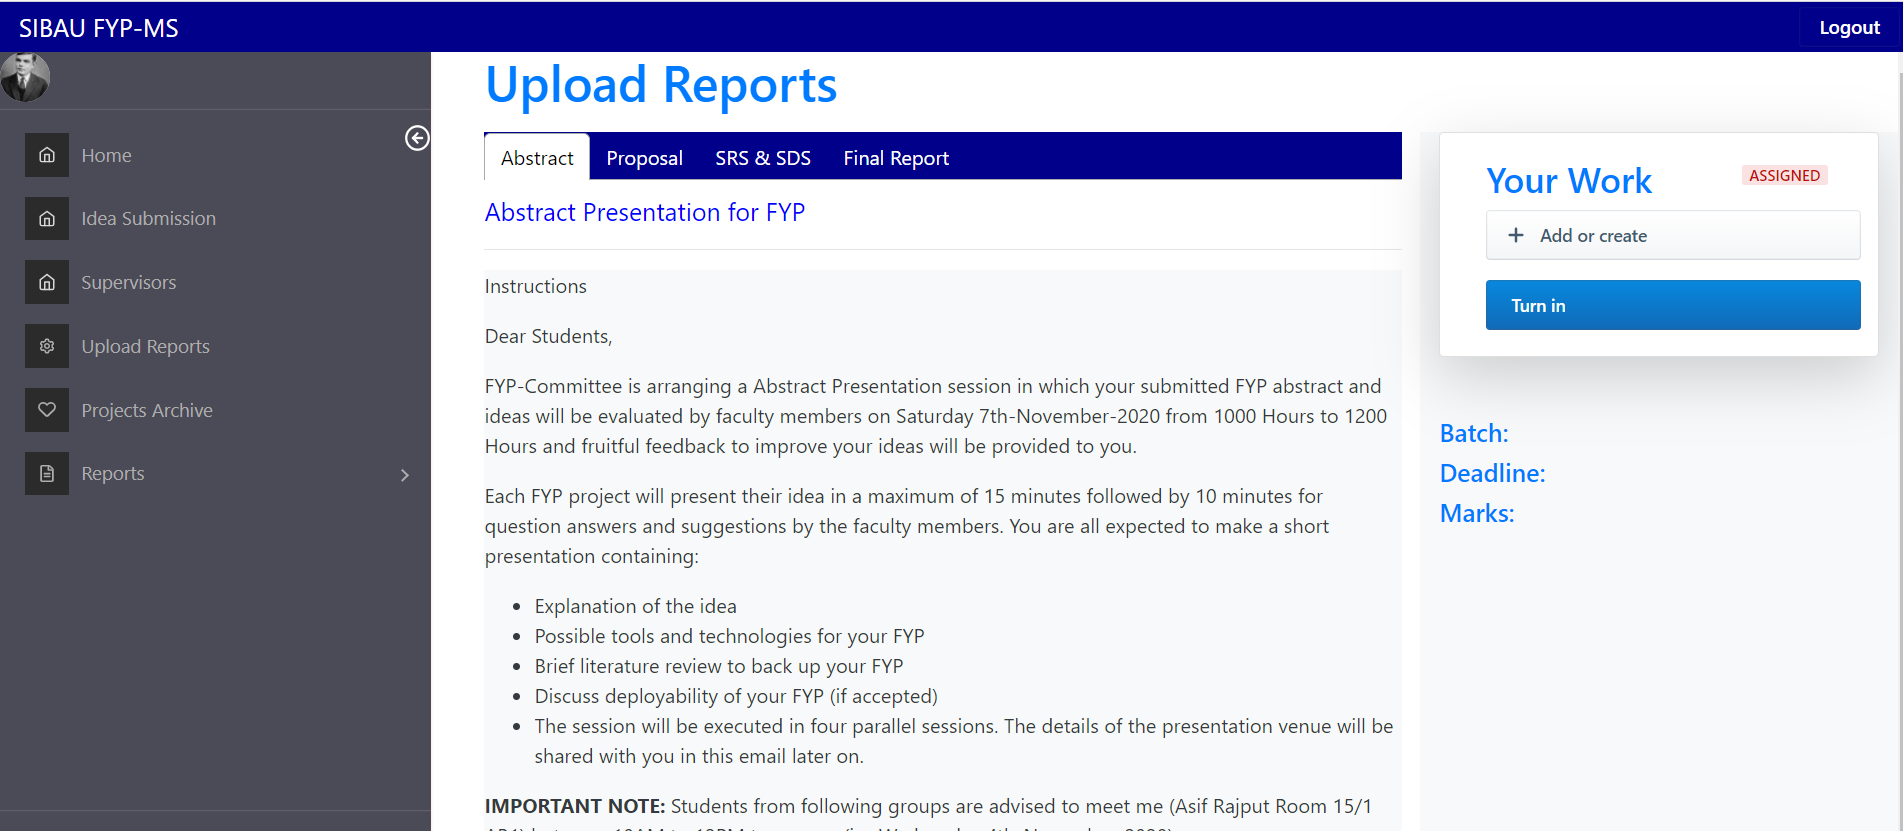 SIBAU FYP-MS
Logout
Home
Idea Submission
Supervisors
Upload Reports
Projects Archive
Reports
Upload Reports
Abstract
Proposal
SRS & SDS
Final Report
Abstract Presentation for FYP
Instructions
Dear Students,
FYP-Committee is arranging a Abstract Presentation session in which your submitted FYP abstract and
ideas will be evaluated by faculty members on Saturday 7th-November-2020 from 1000 Hours to 1200
Hours and fruitful feedback to improve your ideas will be provided to you.
Each FYP project will present their idea in a maximum of 15 minutes followed by 10 minutes for
question answers and suggestions by the faculty members. You are all expected to make a short
presentation containing:
Explanation of the idea
Possible tools and technologies for your FYP
Brief literature review to back up your FYP
Discuss deployability of your FYP (if accepted)
The session will be executed in four parallel sessions. The details of the presentation venue will be
shared with you in this email later on.
IMPORTANT NOTE: Students from following groups are advised to meet me (Asif Rajput Room 15/1
Your Work
ASSIGNED
+ Add or create
Turn in
Batch:
Deadline:
Marks: